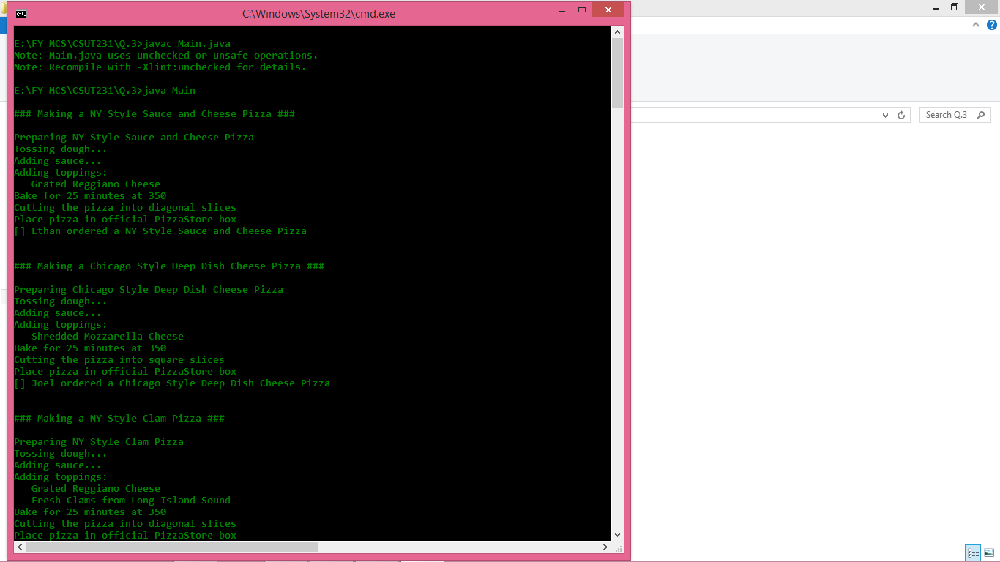 C:\Windows\System32\cmd.exe
E:\FY MCS\CSUT231\Q.3>javac Main.java
Note: Main.java uses unchecked or unsafe operations.
Note: Recompile with -Xlint:unchecked for details.
E:\FY MCS\CSUT231\Q.3>java Main
### Making a NY Style Sauce and Cheese Pizza ###
Preparing NY Style Sauce and Cheese Pizza
Tossing dough...
Adding sauce...
Adding toppings:
   Grated Reggiano Cheese
Bake for 25 minutes at 350
Cutting the pizza into diagonal slices
Place pizza in official PizzaStore box
[] Ethan ordered a NY Style Sauce and Cheese Pizza
### Making a Chicago Style Deep Dish Cheese Pizza ###
Preparing Chicago Style Deep Dish Cheese Pizza
Tossing dough...
Adding sauce...
Adding toppings:
   Shredded Mozzarella Cheese
Bake for 25 minutes at 350
Cutting the pizza into square slices
Place pizza in official PizzaStore box
[] Joel ordered a Chicago Style Deep Dish Cheese Pizza
### Making a NY Style Clam Pizza ###
Preparing NY Style Clam Pizza
Tossing dough...
Adding sauce...
Adding toppings:
   Grated Reggiano Cheese
   Fresh Clams from Long Island Sound
Bake for 25 minutes at 350
Cutting the pizza into diagonal slices
Place pizza in official PizzaStore box
Search Q.3